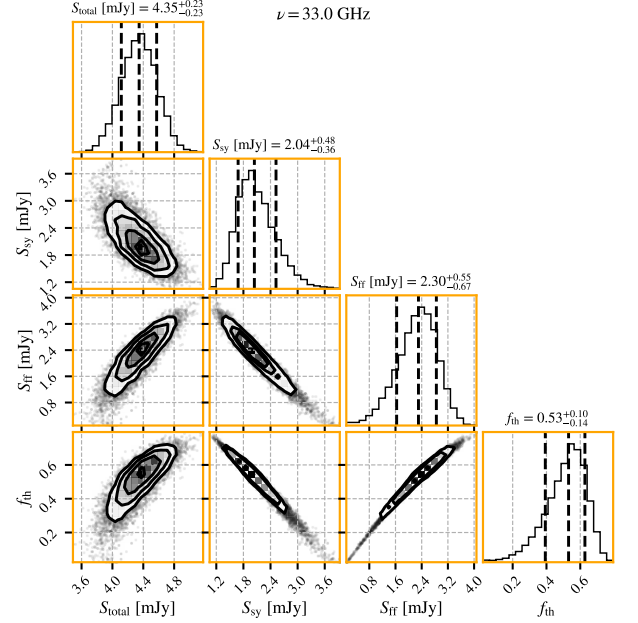 ν = 33.0 GHz
S_total [mJy] = 4.35^{+0.23}_{−0.23}
S_sy [mJy] = 2.04^{+0.48}_{−0.36}
3.6
3.0
2.4
1.8
1.2
S_sy [mJy]
S_ff [mJy] = 2.30^{+0.55}_{−0.67}
4.0
3.2
2.4
1.6
0.8
S_ff [mJy]
f_th = 0.53^{+0.10}_{−0.14}
0.6
0.4
0.2
f_th
3.6 4.0 4.4 4.8 1.2 1.8 2.4 3.0 3.6 0.8 1.6 2.4 3.2 4.0 0.2 0.4 0.6
S_total [mJy] S_sy [mJy] S_ff [mJy] f_th